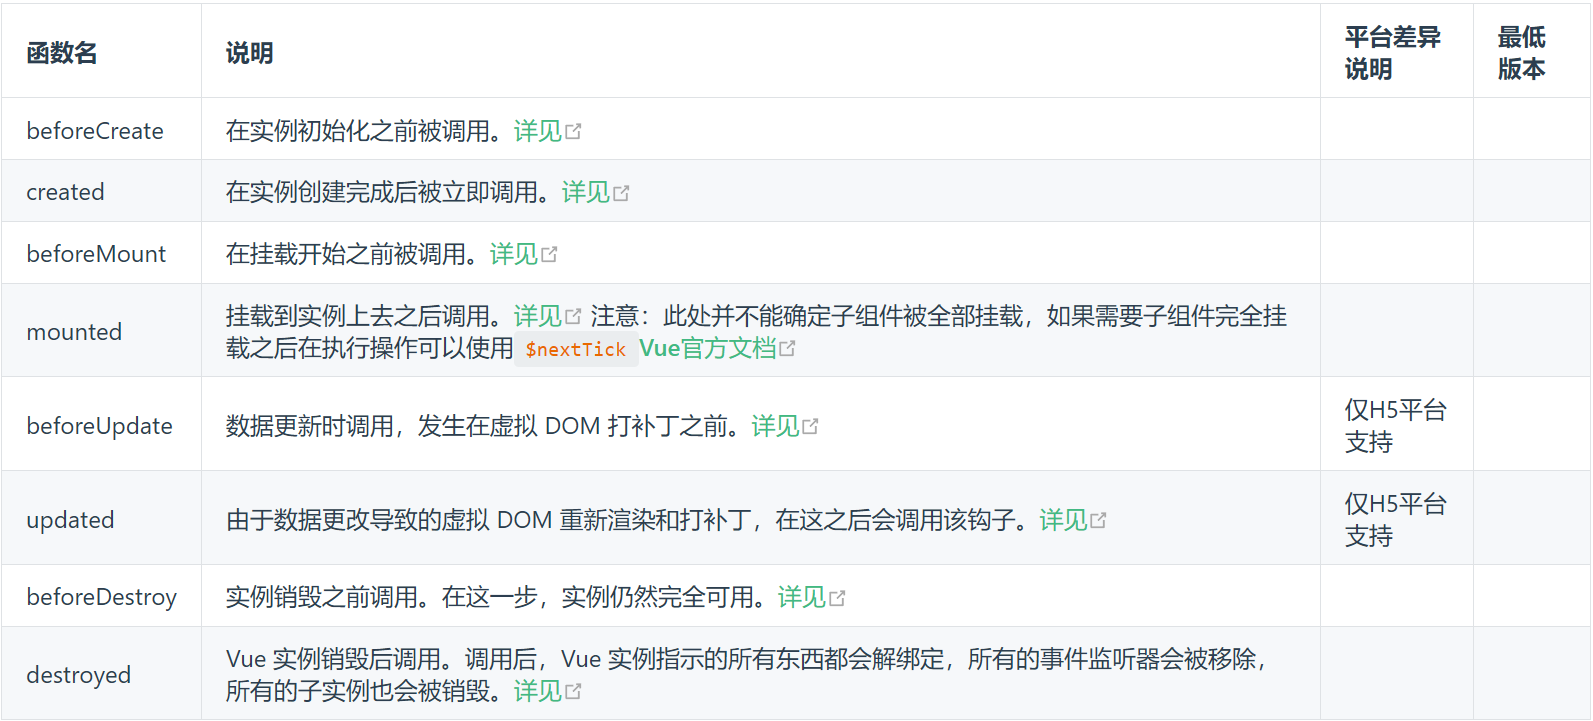 函数名 说明 平台差异说明 最低版本
beforeCreate 在实例初始化之前被调用。详见
created 在实例创建完成后被立即调用。详见
beforeMount 在挂载开始之前被调用。详见
mounted 挂载到实例上去之后调用。详见 注意：此处并不能确定子组件被全部挂载，如果需要子组件完全挂
载之后在执行操作可以使用 $nextTick Vue官方文档
beforeUpdate 数据更新时调用，发生在虚拟 DOM 打补丁之前。详见 仅H5平台
支持
updated 由于数据更改导致的虚拟 DOM 重新渲染和打补丁，在这之后会调用该钩子。详见 仅H5平台
支持
beforeDestroy 实例销毁之前调用。在这一步，实例仍然完全可用。详见
destroyed Vue 实例销毁后调用。调用后，Vue 实例指示的所有东西都会解绑定，所有的事件监听器会被移除，
所有的子实例也会被销毁。详见